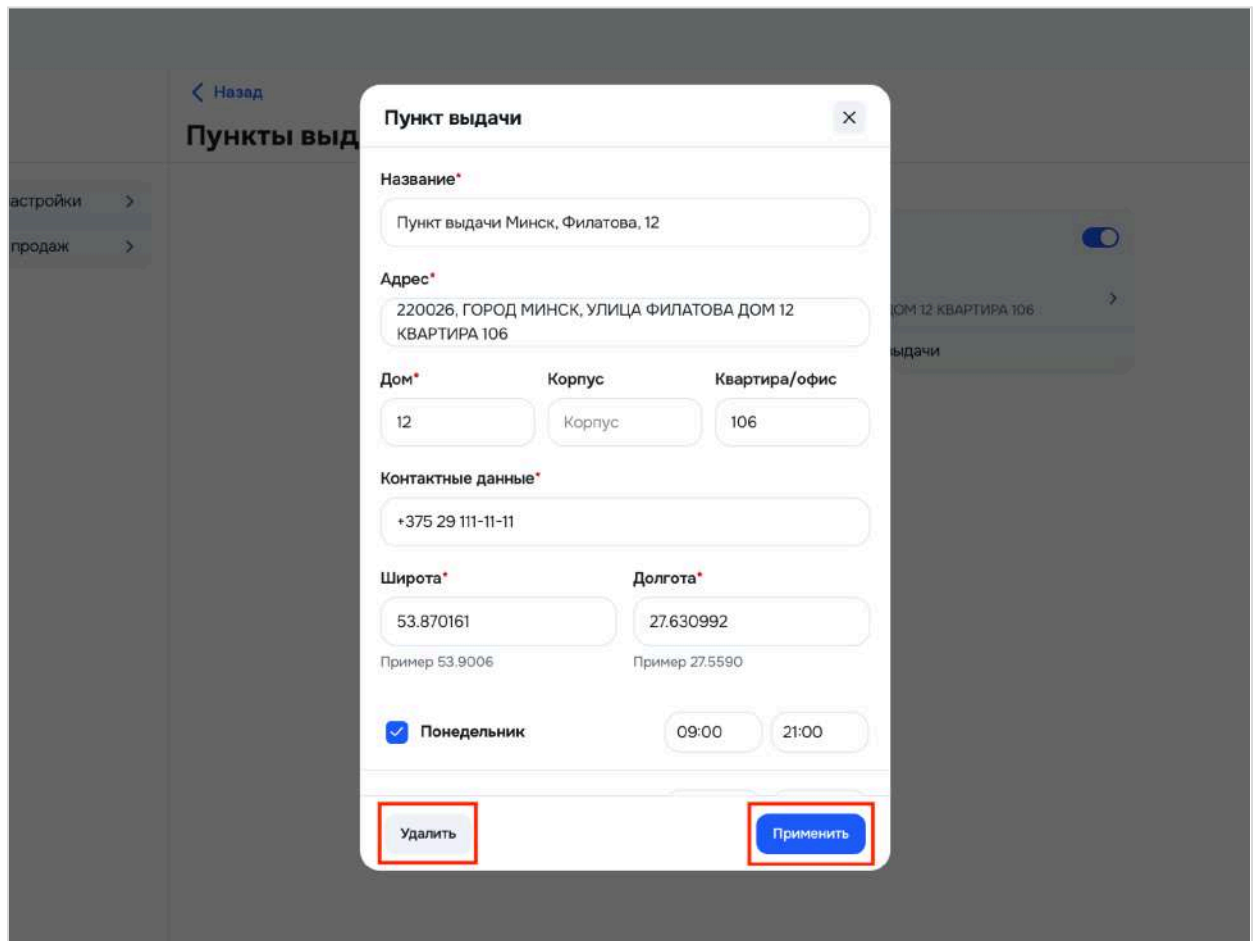 Назад
Пункты выд
астройки
продаж
Пункт выдачи
Название*
Пункт выдачи Минск, Филатова, 12
Адрес*
220026, ГОРОД МИНСК, УЛИЦА ФИЛАТОВА ДОМ 12
КВАРТИРА 106
Дом* Корпус Квартира/офис
12 Корпус 106
Контактные данные*
+375 29 111-11-11
Широта* Долгота*
53.870161 27.630992
Пример 53.9006 Пример 27.5590
Понедельник 09:00 21:00
Удалить Применить
ОМ 12 КВАРТИРА 106
выдачи